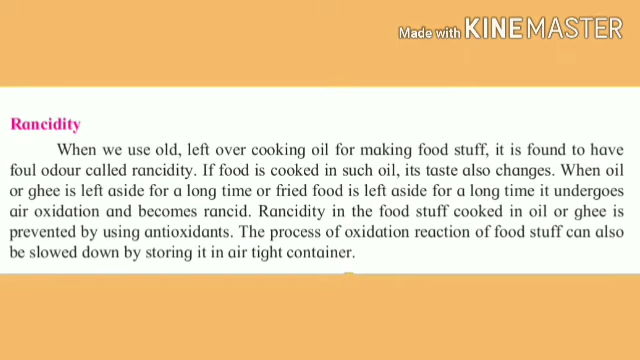 Made with KINEMASTER
Rancidity
When we use old, left over cooking oil for making food stuff, it is found to have
foul odour called rancidity. If food is cooked in such oil, its taste also changes. When oil
or ghee is left aside for a long time or fried food is left aside for a long time it undergoes
air oxidation and becomes rancid. Rancidity in the food stuff cooked in oil or ghee is
prevented by using antioxidants. The process of oxidation reaction of food stuff can also
be slowed down by storing it in air tight container.